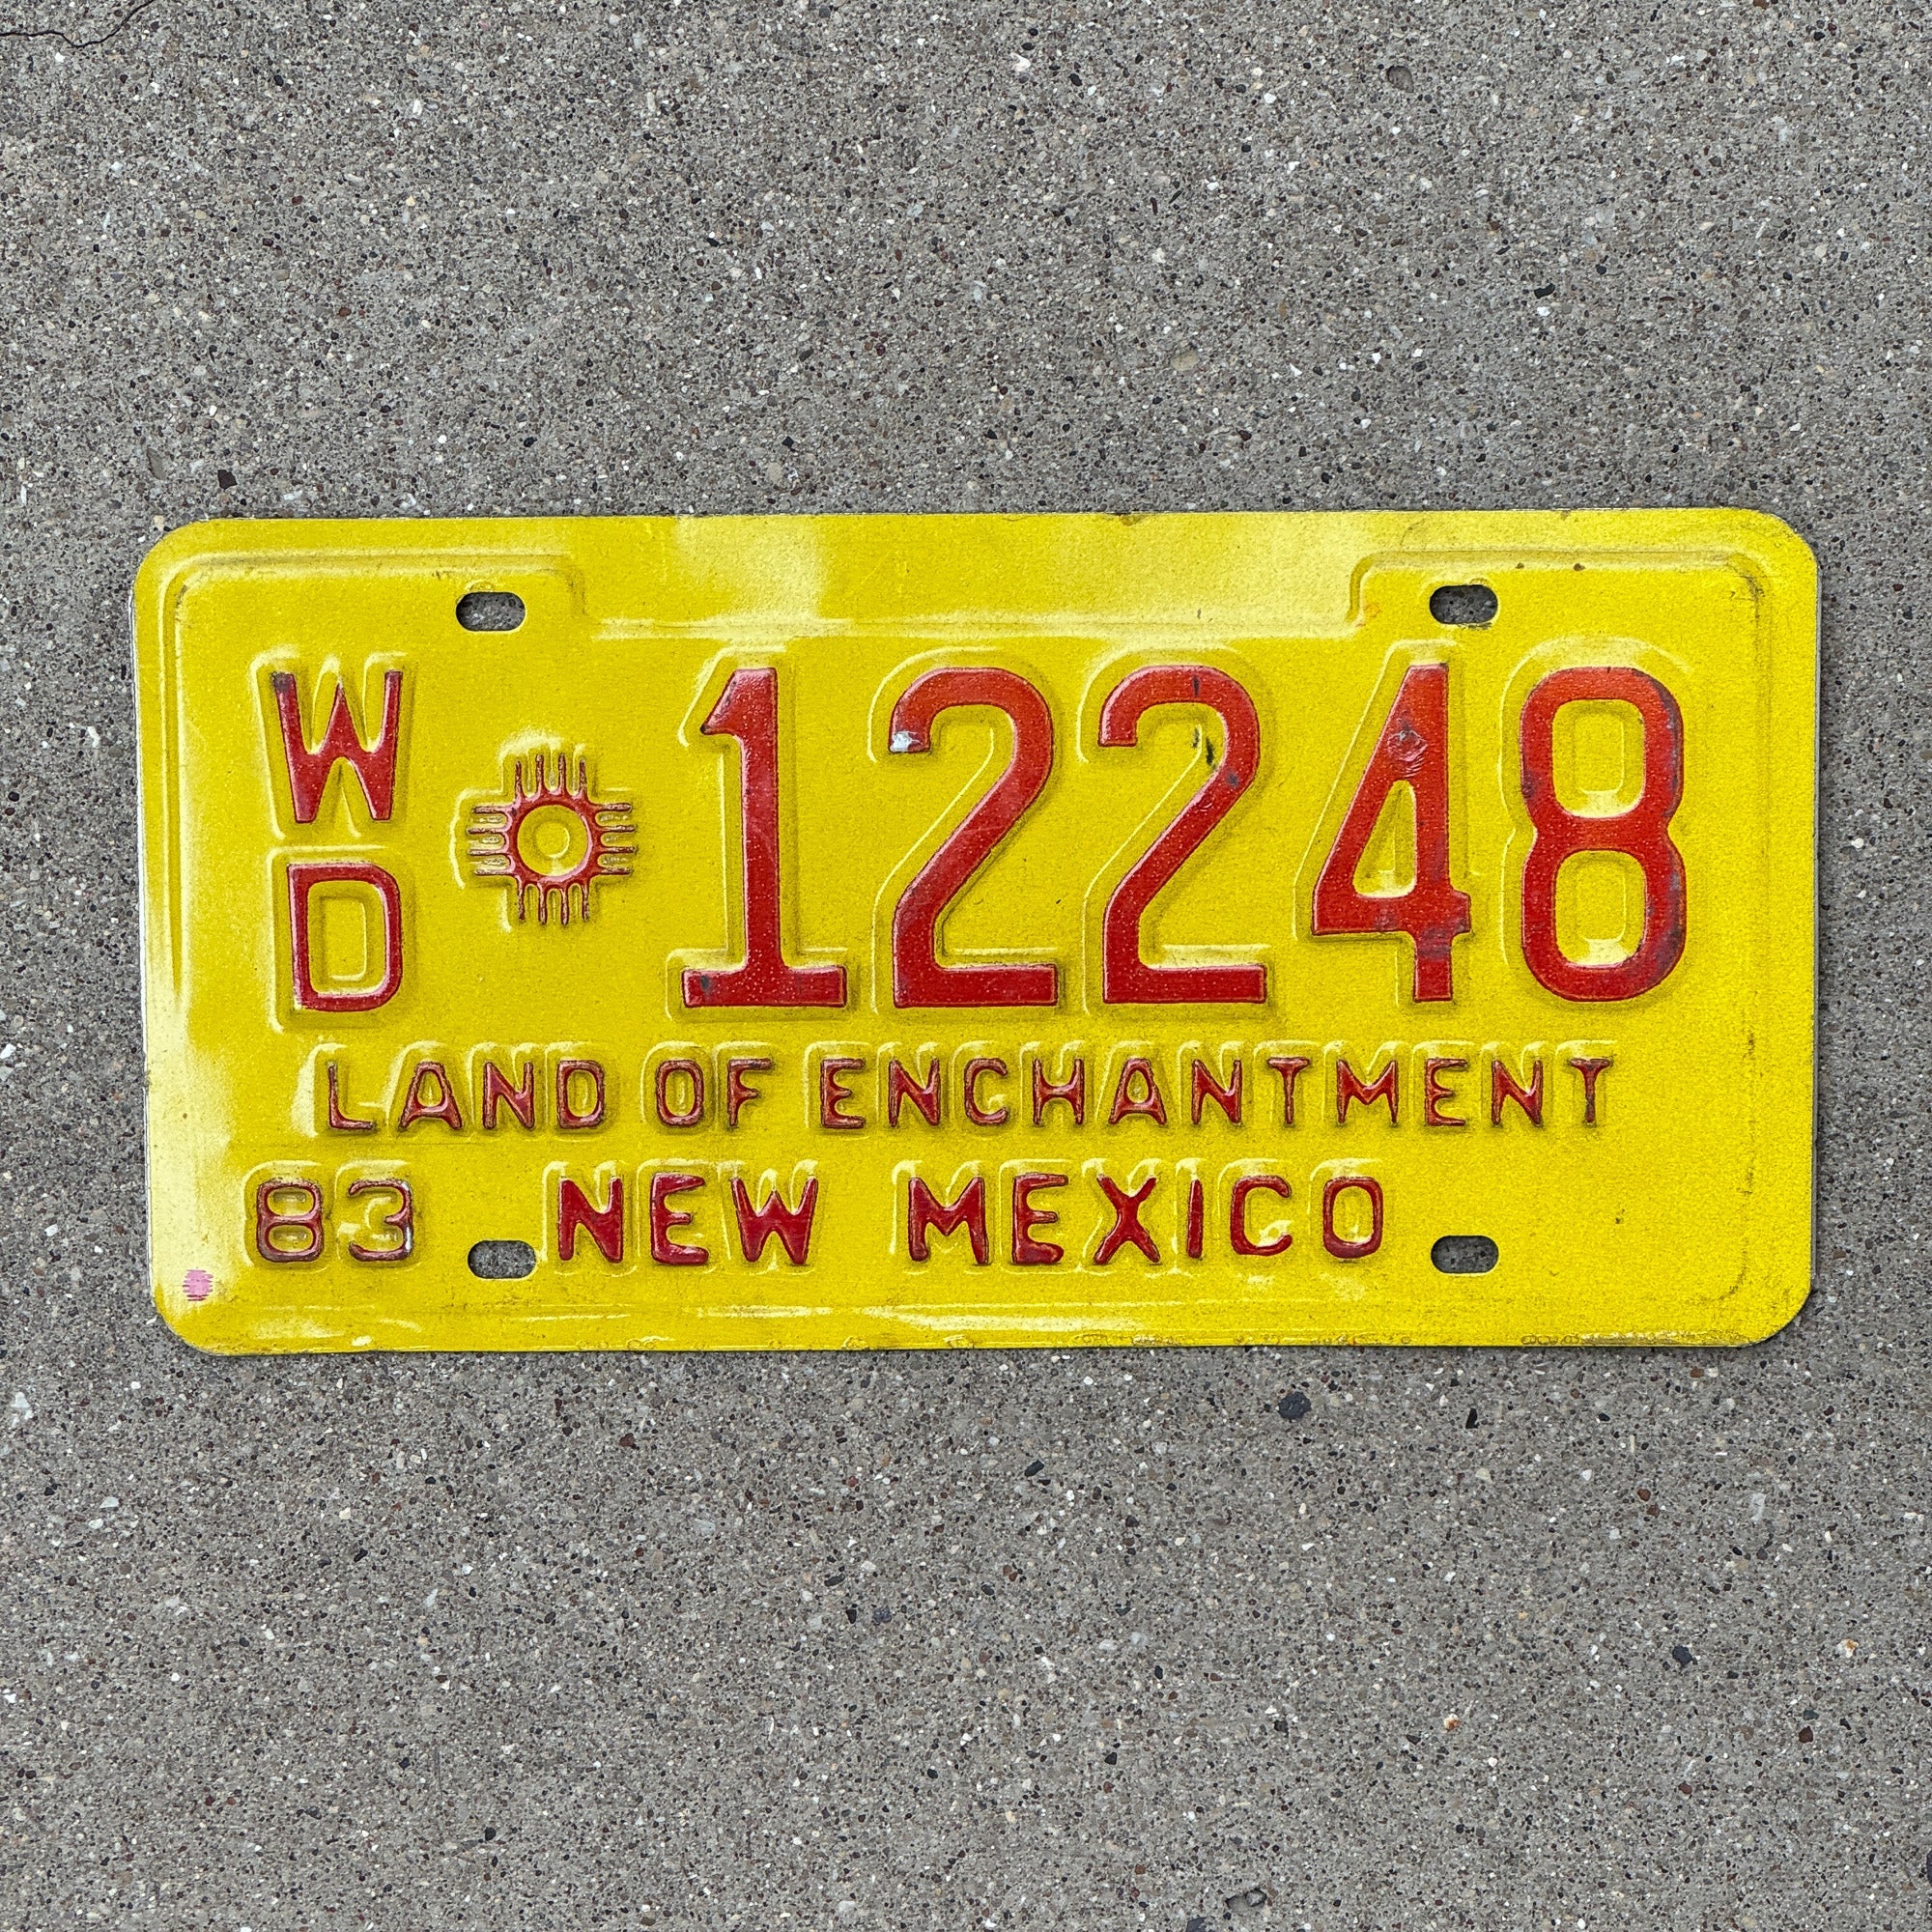 WD 12248
LAND OF ENCHANTMENT
83 NEW MEXICO